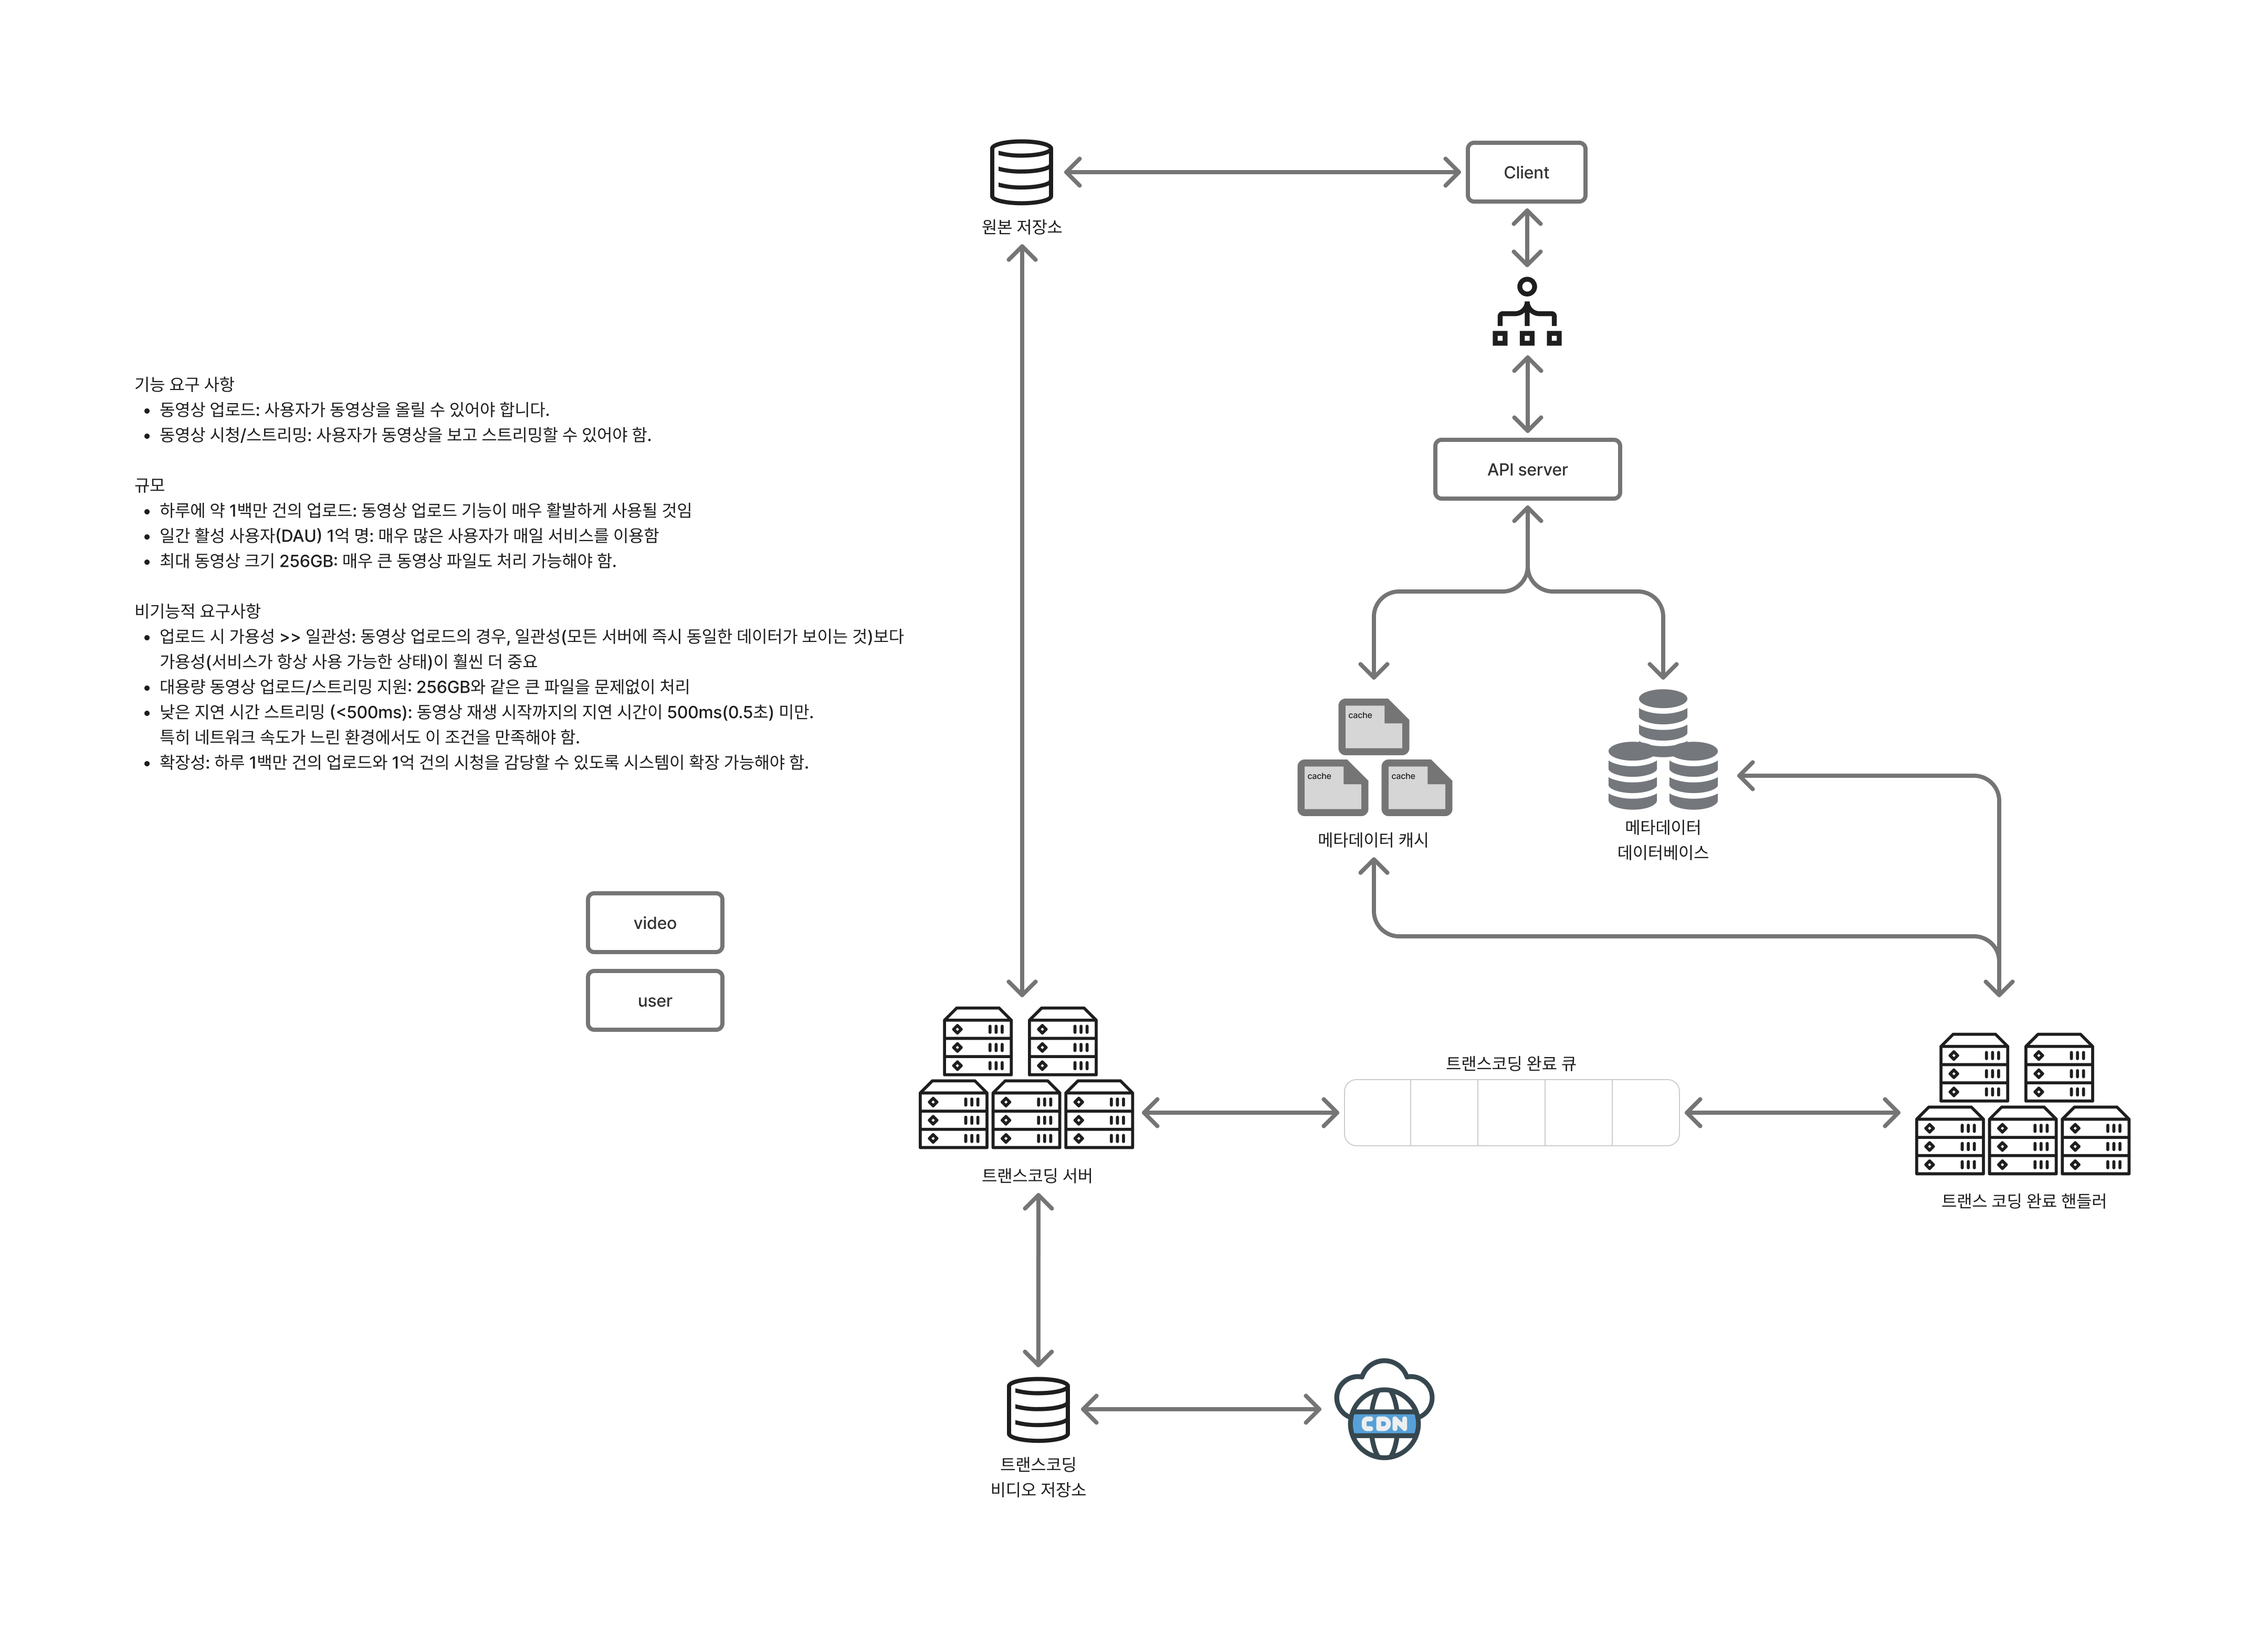 Client
원본 저장소
기능 요구 사항
• 동영상 업로드: 사용자가 동영상을 올릴 수 있어야 합니다.
• 동영상 시청/스트리밍: 사용자가 동영상을 보고 스트리밍할 수 있어야 함.
규모
• 하루에 약 1백만 건의 업로드: 동영상 업로드 기능이 매우 활발하게 사용될 것임
• 일간 활성 사용자(DAU) 1억 명: 매우 많은 사용자가 매일 서비스를 이용함
• 최대 동영상 크기 256GB: 매우 큰 동영상 파일도 처리 가능해야 함.
비기능적 요구사항
• 업로드 시 가용성 >> 일관성: 동영상 업로드의 경우, 일관성(모든 서버에 즉시 동일한 데이터가 보이는 것)보다
가용성(서비스가 항상 사용 가능한 상태)이 훨씬 더 중요
• 대용량 동영상 업로드/스트리밍 지원: 256GB와 같은 큰 파일을 문제없이 처리
• 낮은 지연 시간 스트리밍 (<500ms): 동영상 재생 시작까지의 지연 시간이 500ms(0.5초) 미만.
특히 네트워크 속도가 느린 환경에서도 이 조건을 만족해야 함.
• 확장성: 하루 1백만 건의 업로드와 1억 건의 시청을 감당할 수 있도록 시스템이 확장 가능해야 함.
API server
cache
cache
cache
메타데이터 캐시
메타데이터
데이터베이스
video
user
트랜스코딩 완료 큐
트랜스코딩 서버
트랜스 코딩 완료 핸들러
CDN
트랜스코딩
비디오 저장소